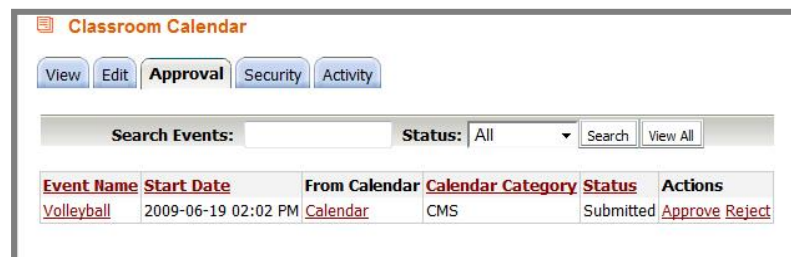 Classroom Calendar
View Edit Approval Security Activity
Search Events: Status: All Search View All
Event Name Start Date From Calendar Calendar Category Status Actions
Volleyball 2009-06-19 02:02 PM Calendar CMS Submitted Approve Reject